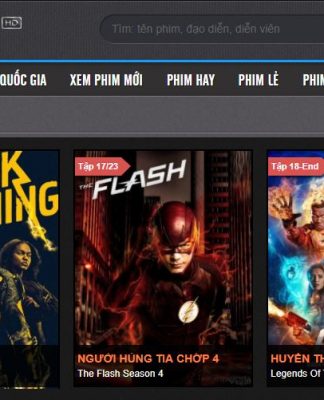 HD
Tìm: tên phim, đạo diễn, diễn viên
QUỐC GIA XEM PHIM MỚI PHIM HAY PHIM LẺ PHIM
K
NING
Tập 17/23
THE FLASH
NGƯỜI HÙNG TIA CHỚP 4
The Flash Season 4
Tập 18-End
HUYỀN TH
Legends Of T